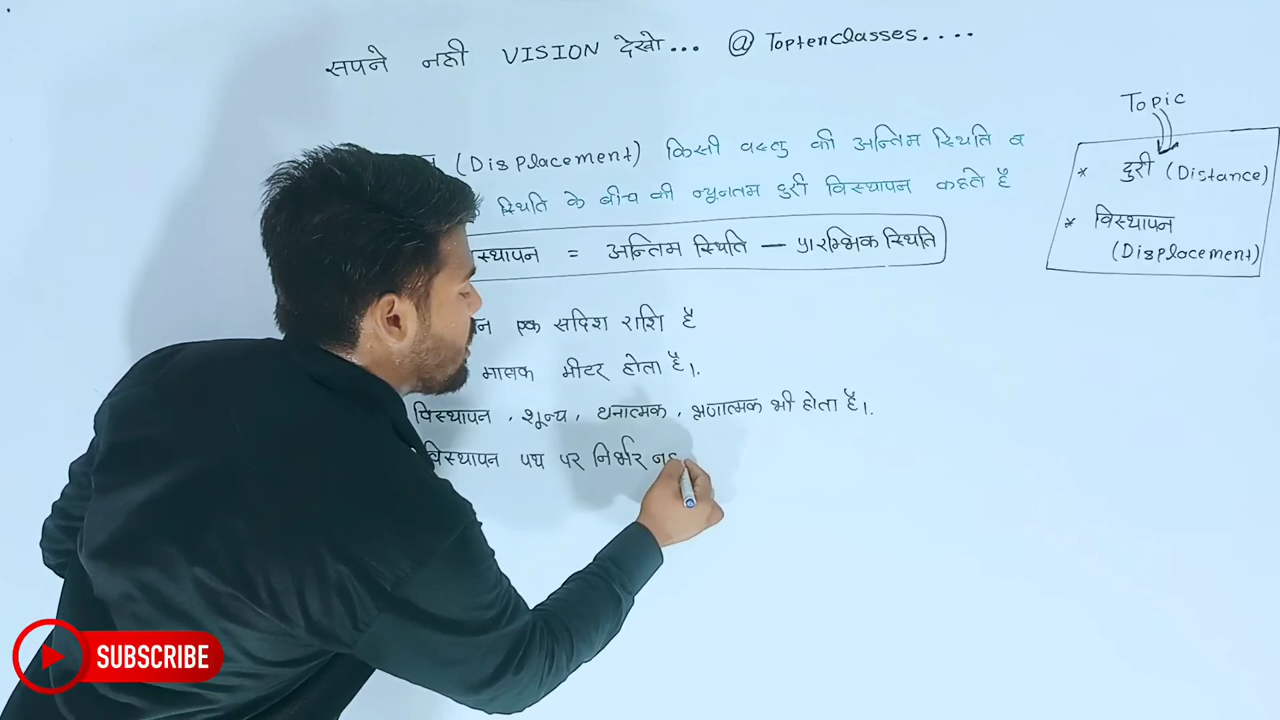 सपने नही VISION देखो... @ Toptenclasses....
Topic
(Displacement) किसी वस्तु की अन्तिम स्थिति व
स्थिति के बीच की न्यूनतम दुरी विस्थापन कहते है
स्थापन = अन्तिम स्थिति – प्रारम्भिक स्थिति
* दुरी (Distance)
* विस्थापन
(Displacement)
न एक सदिश राशि है
मात्रक मीटर होता है।.
विस्थापन , शून्य , धनात्मक , ऋणात्मक भी होता है।.
विस्थापन पथ पर निर्भर
SUBSCRIBE